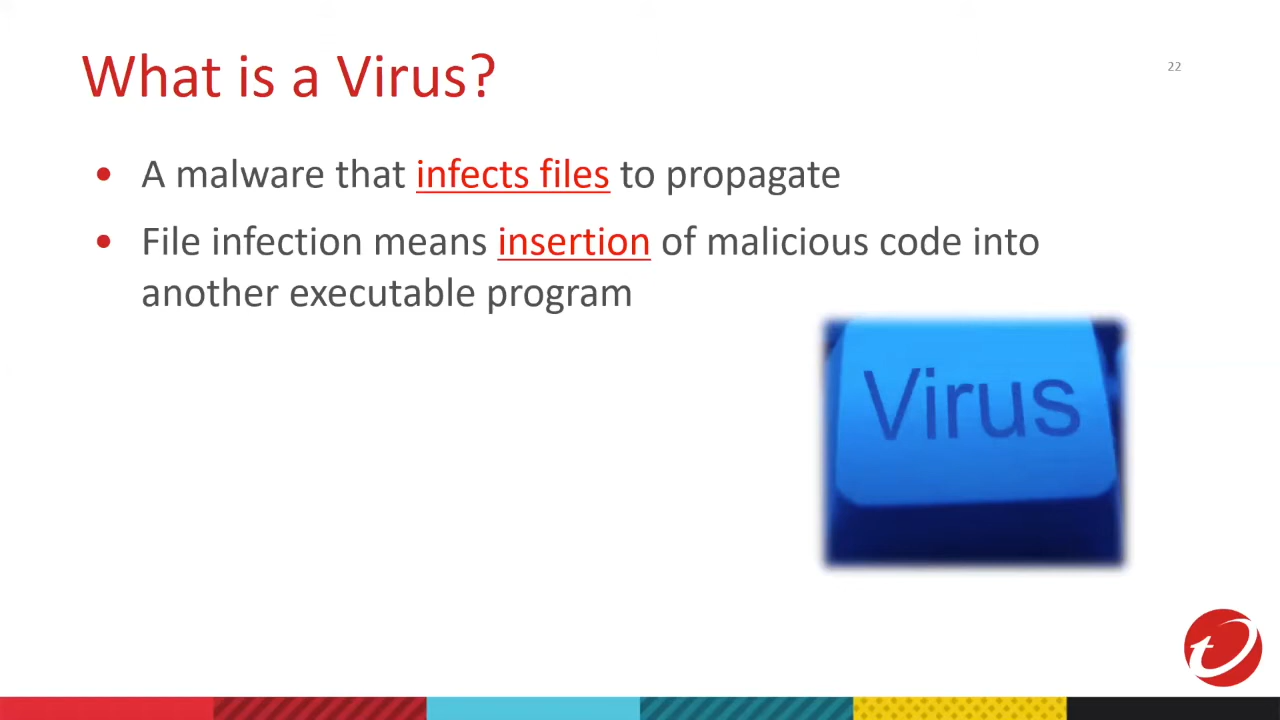 What is a Virus?
22
• A malware that infects files to propagate
• File infection means insertion of malicious code into
another executable program
Virus